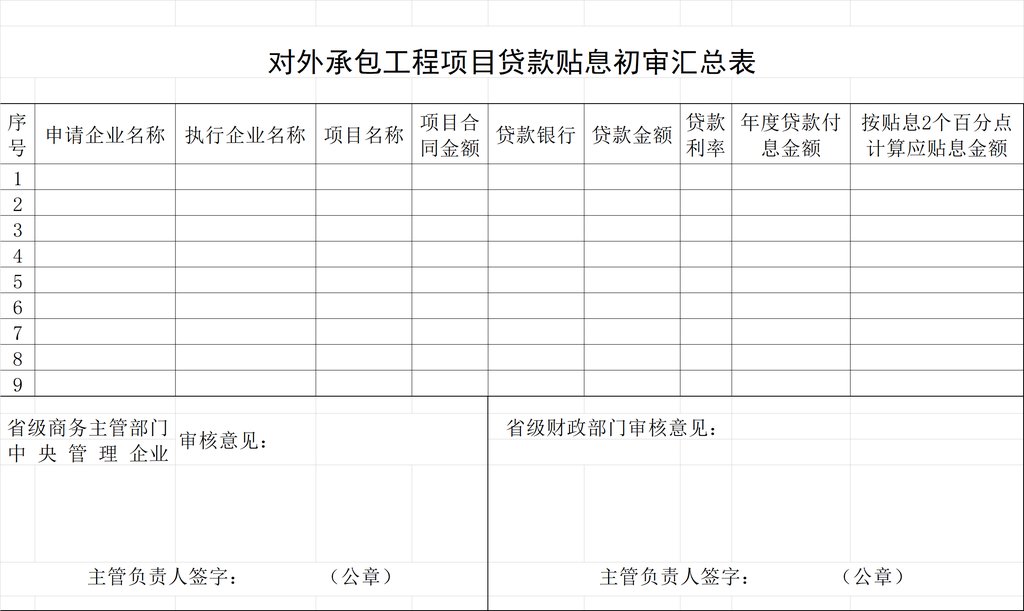 对外承包工程项目贷款贴息初审汇总表
序号 申请企业名称 执行企业名称 项目名称 项目合同金额 贷款银行 贷款金额 贷款利率 年度贷款付息金额 按贴息2个百分点计算应贴息金额
1
2
3
4
5
6
7
8
9
省级商务主管部门
中央管理企业 审核意见：
省级财政部门审核意见：
主管负责人签字： （公章）
主管负责人签字： （公章）